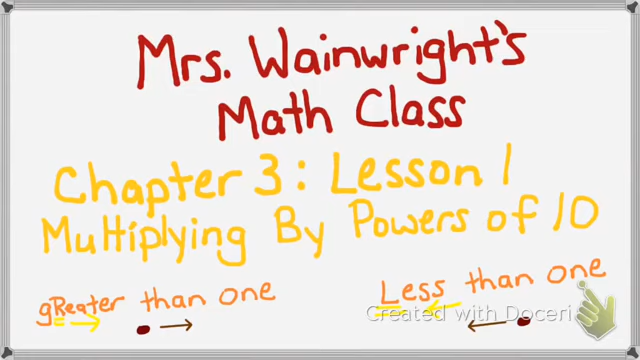 Mrs. Wainwright's
Math Class
Chapter 3: Lesson 1
Multiplying By Powers of 10
gReater than one
Less than one
Created with Doceri